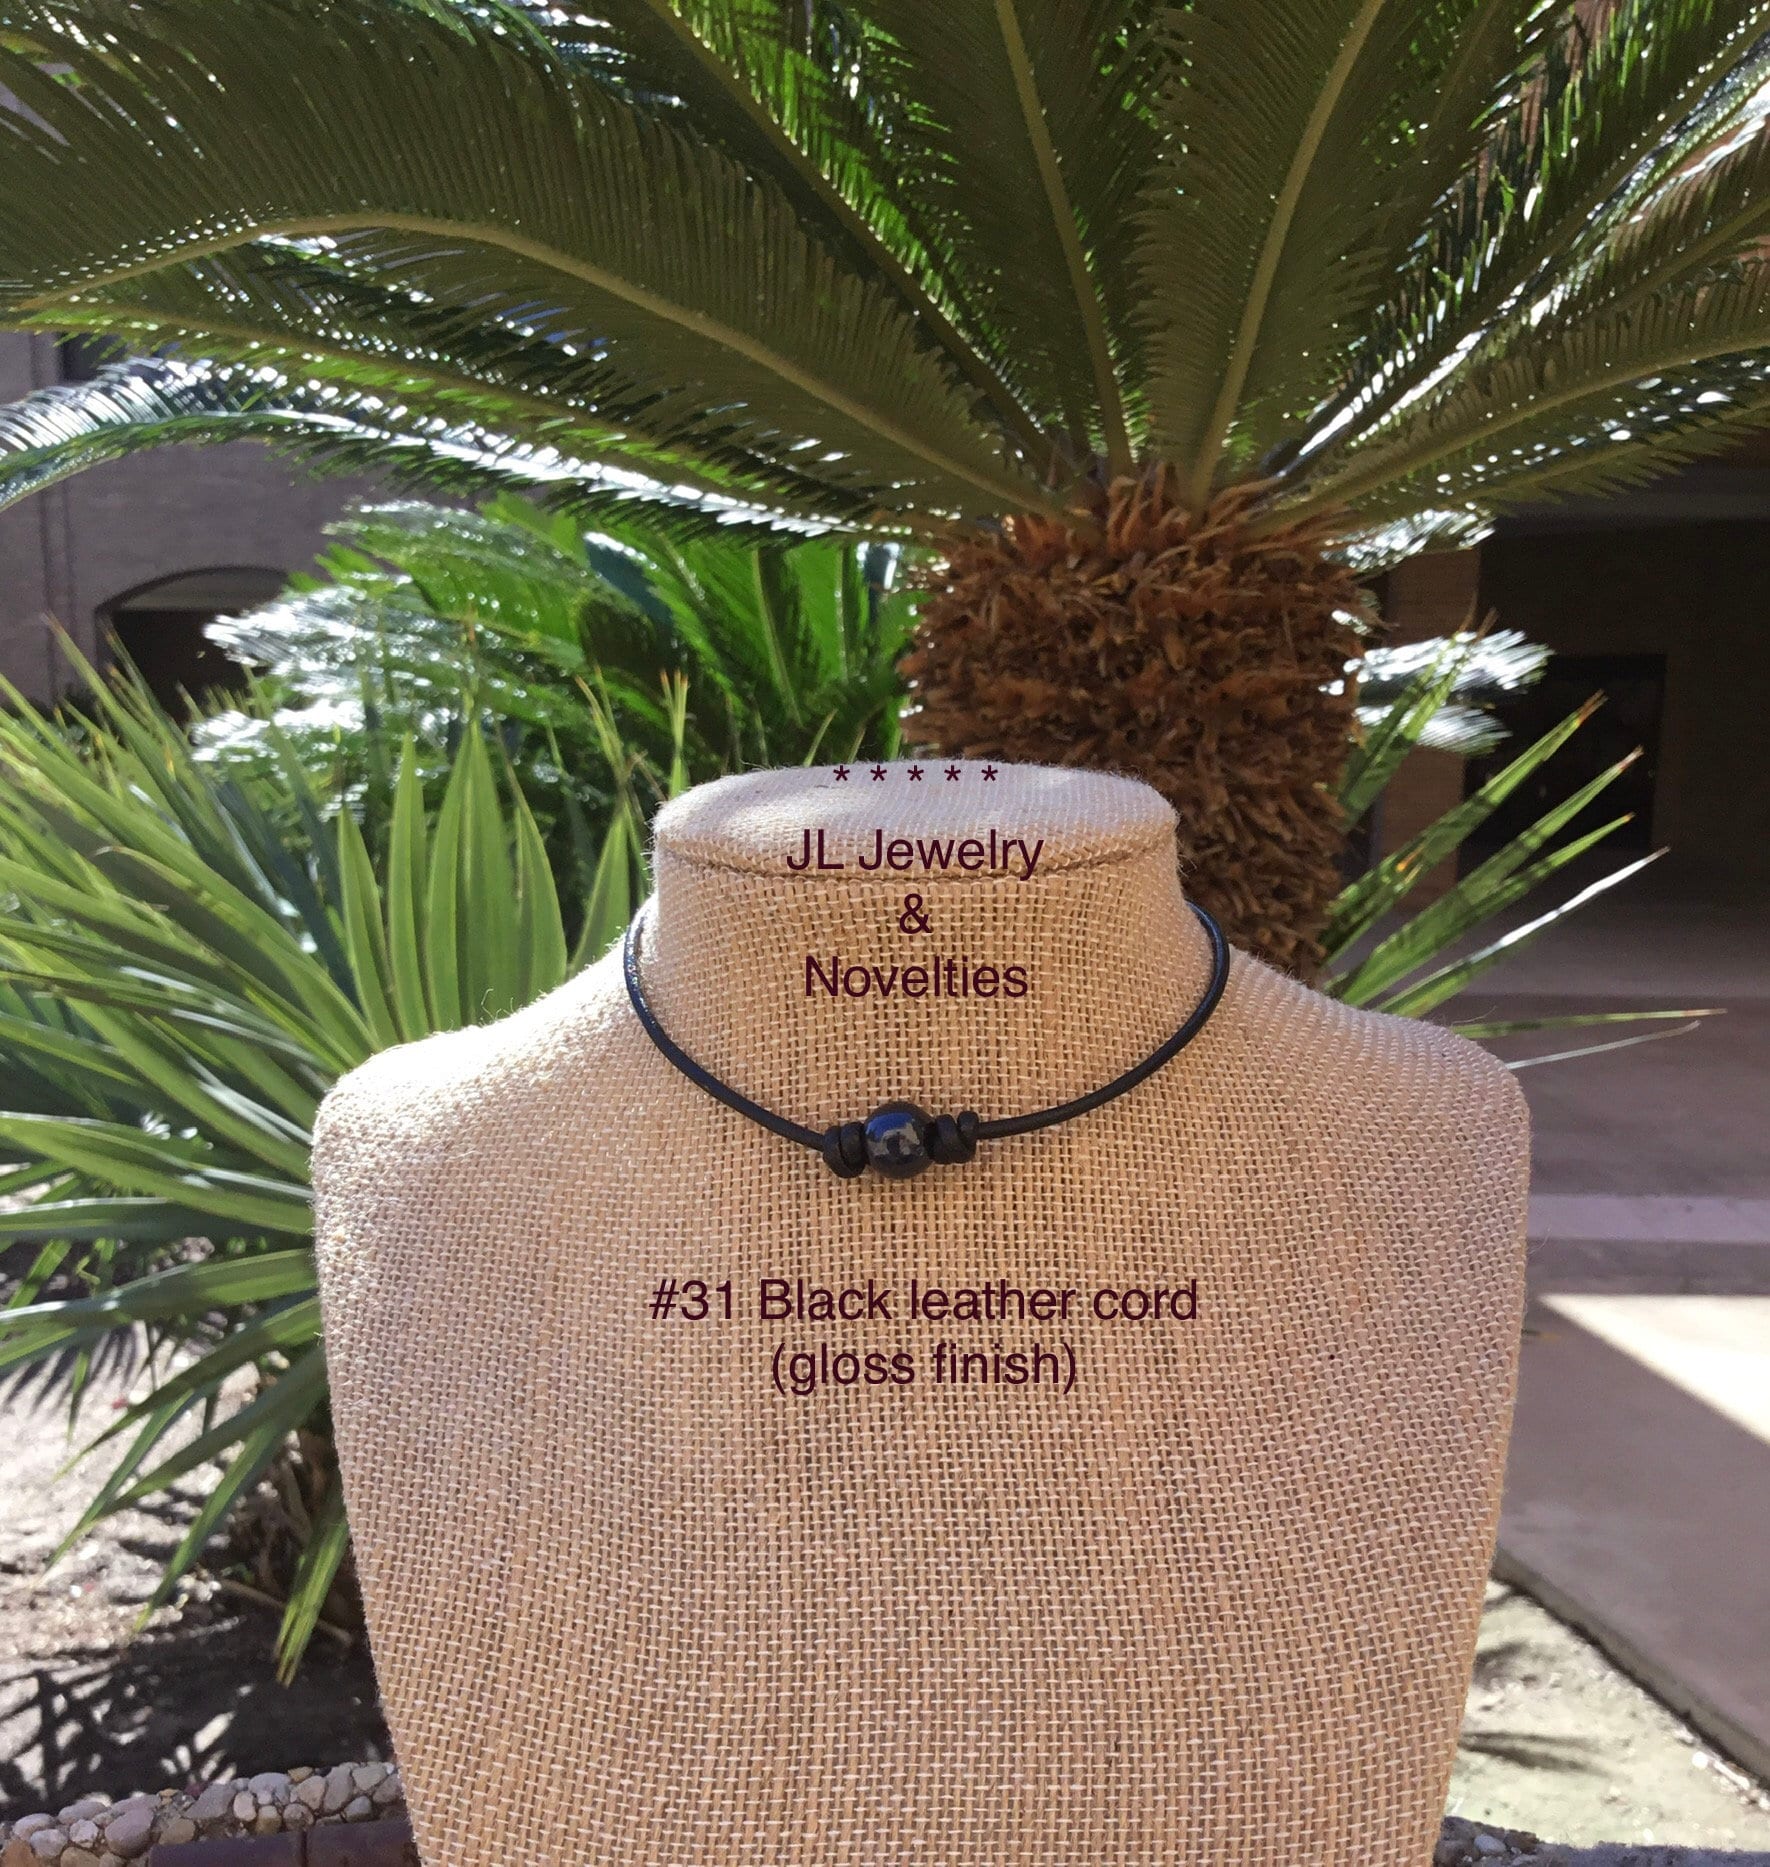 * * * * *
JL Jewelry
&
Novelties
#31 Black leather cord
(gloss finish)